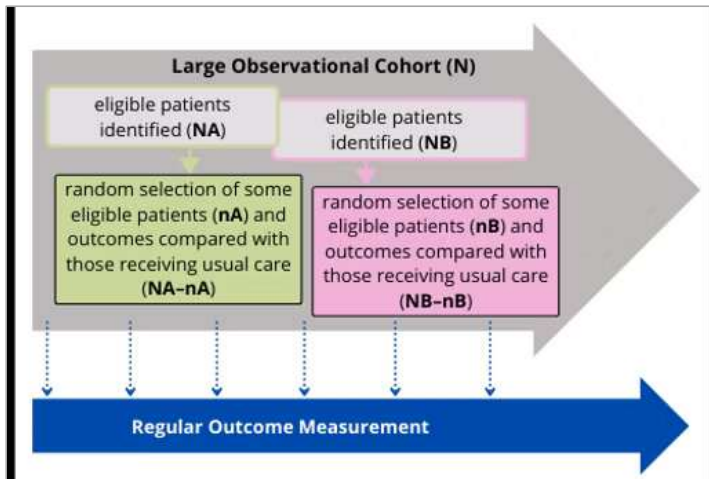 Large Observational Cohort (N)
eligible patients
identified (NA)
eligible patients
identified (NB)
random selection of some
eligible patients (nA) and
outcomes compared with
those receiving usual care
(NA–nA)
random selection of some
eligible patients (nB) and
outcomes compared with
those receiving usual care
(NB–nB)
Regular Outcome Measurement